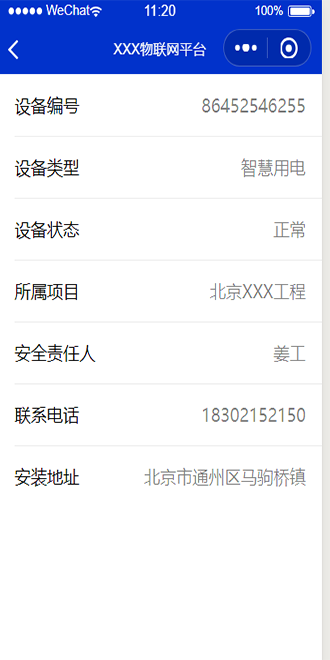 WeChat 11:20 100%
XXX物联网平台
设备编号 86452546255
设备类型 智慧用电
设备状态 正常
所属项目 北京XXX工程
安全责任人 姜工
联系电话 18302152150
安装地址 北京市通州区马驹桥镇